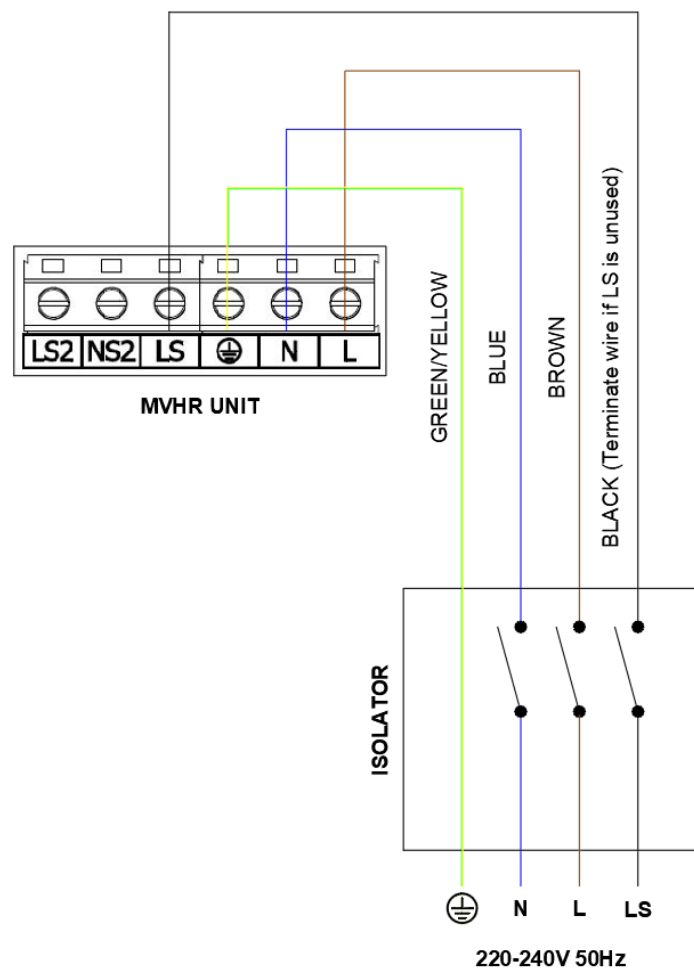 LS2 NS2 LS N L
MVHR UNIT
GREEN/YELLOW
BLUE
BROWN
BLACK (Terminate wire if LS is unused)
ISOLATOR
N L LS
220-240V 50Hz